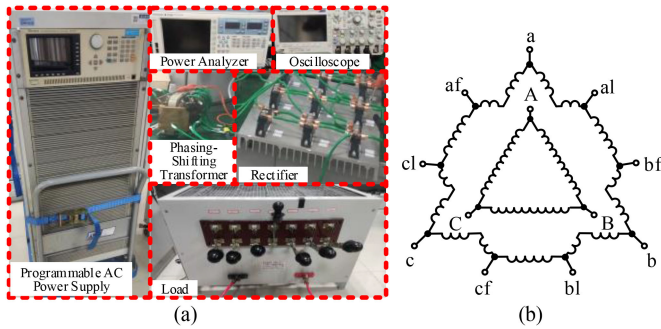 Power Analyzer
Oscilloscope
Phasing-
Shifting
Transformer
Rectifier
Programmable AC
Power Supply
Load
(a)
a
af
al
A
cl
bf
C
B
c
b
cf
bl
(b)